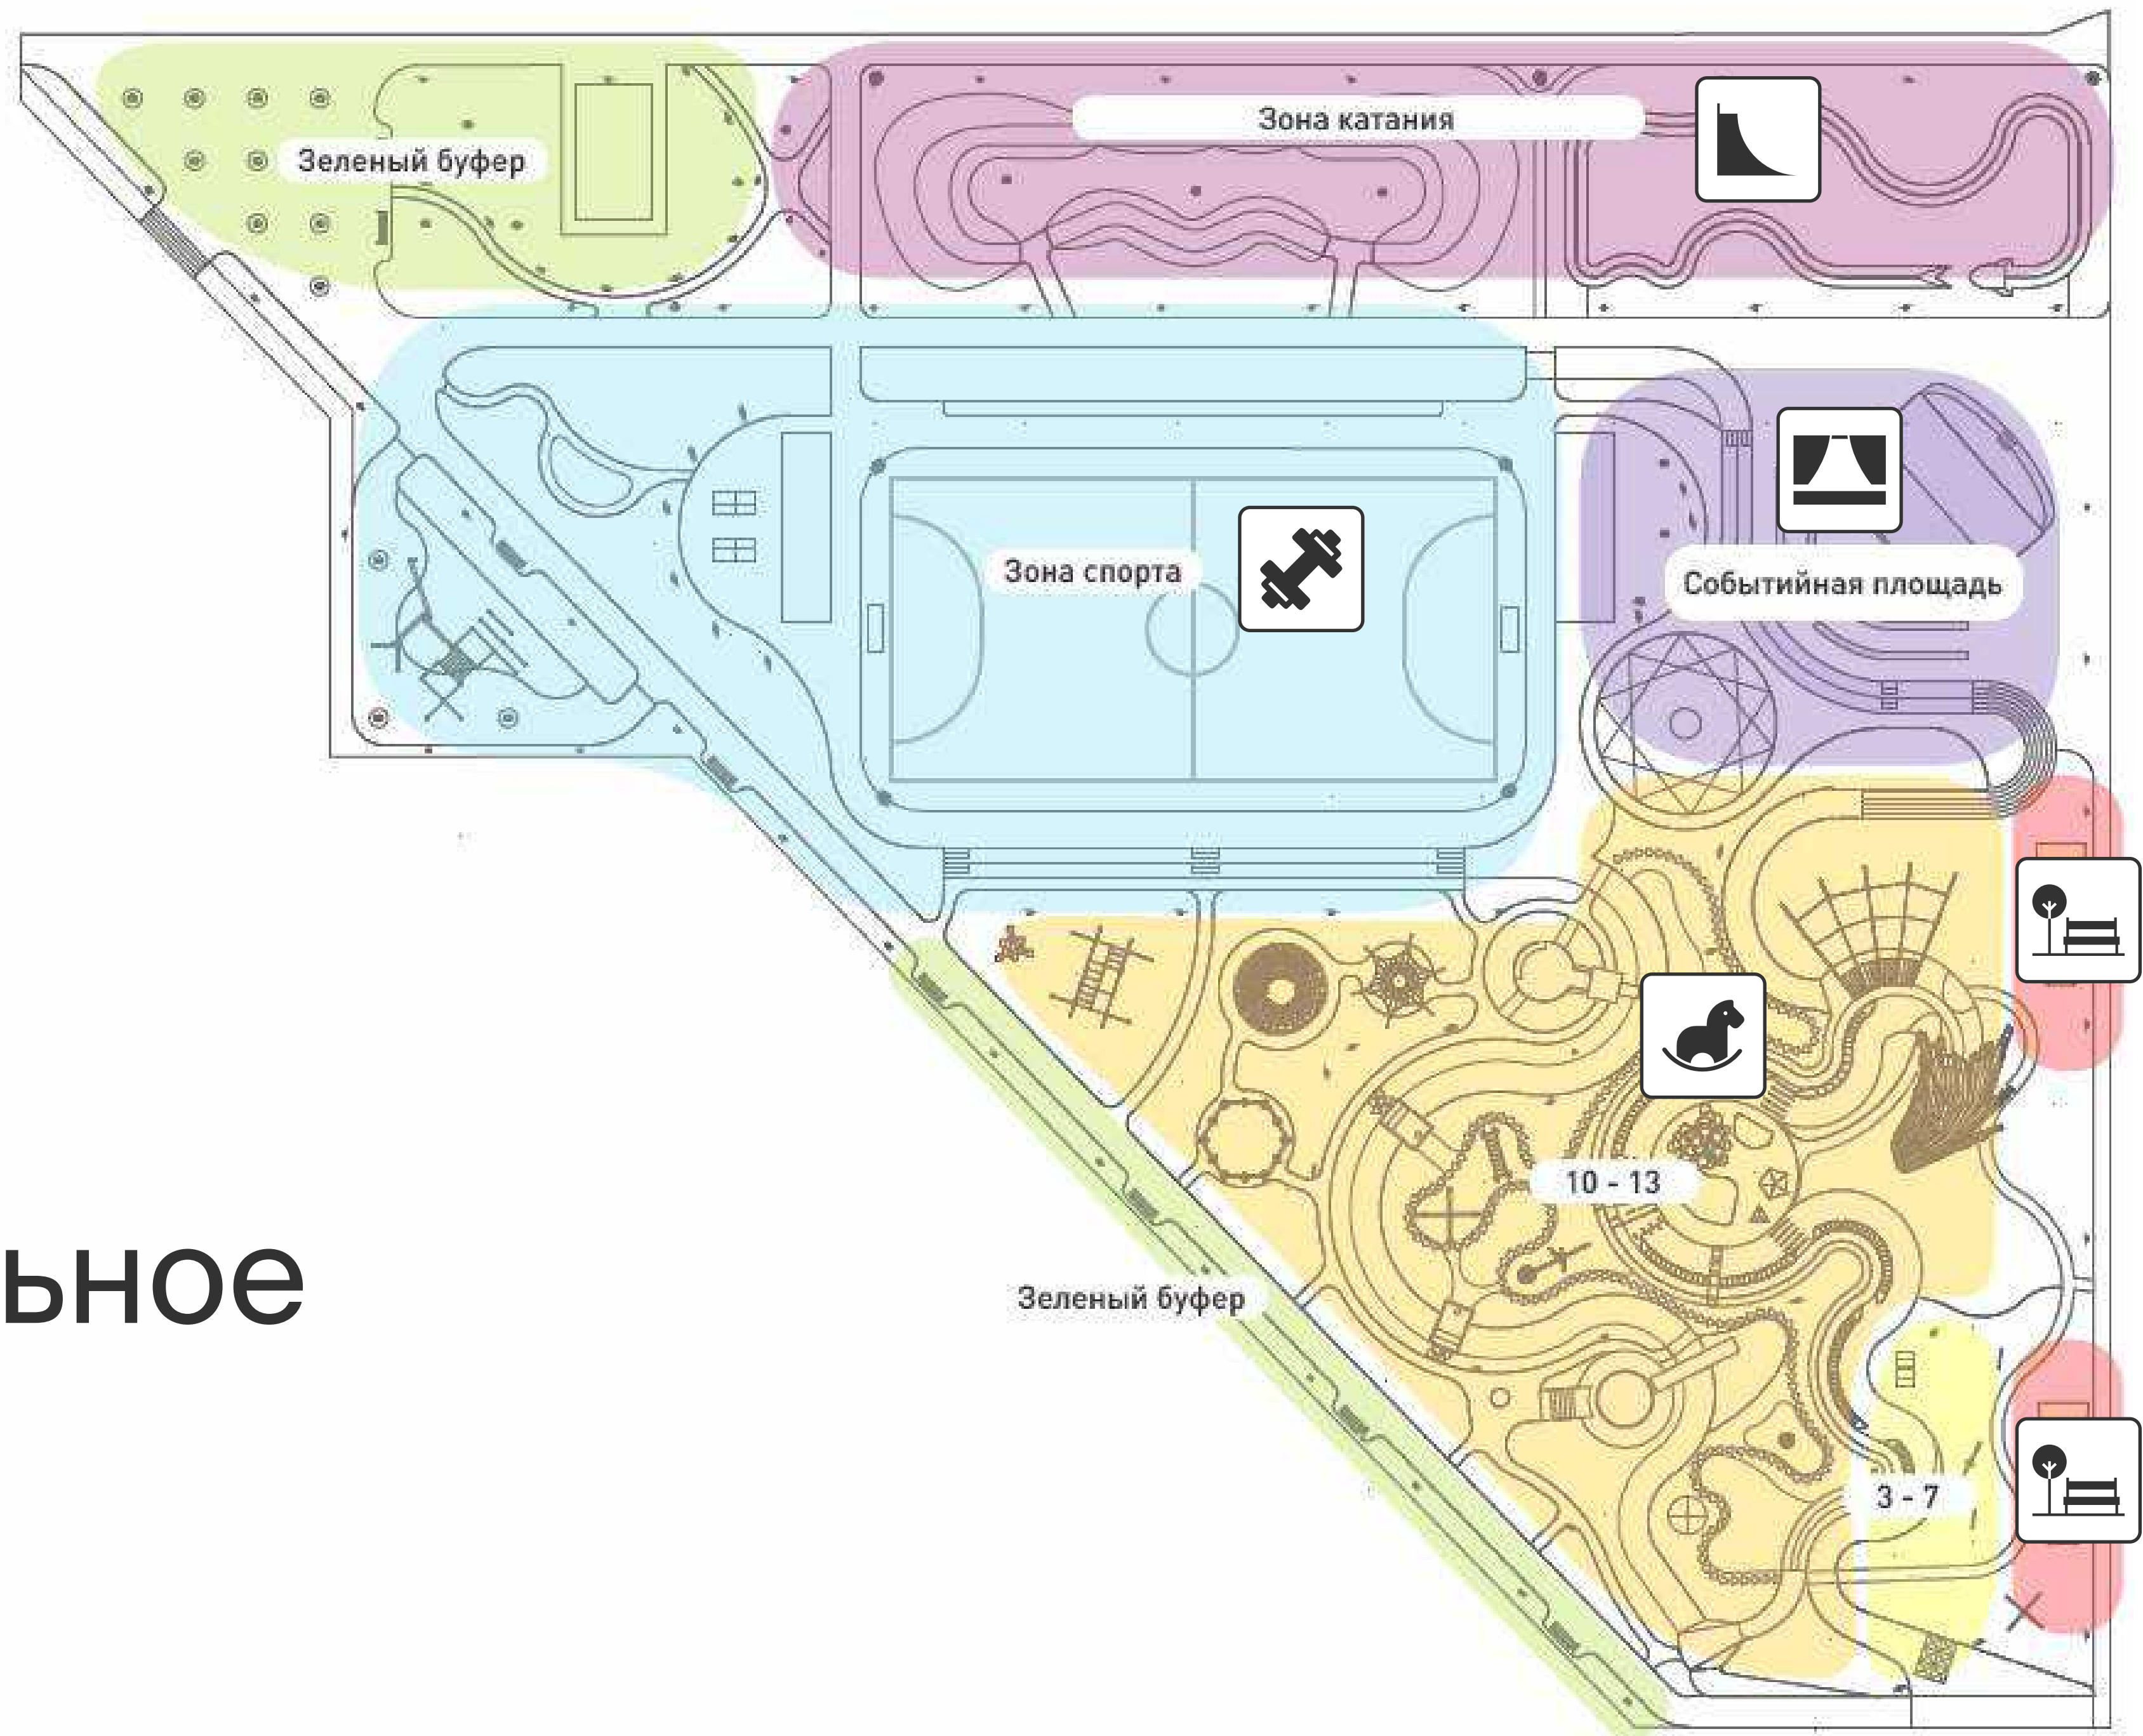 Зона катания
Зеленый буфер
Зона спорта
Событийная площадь
10 - 13
ьное
Зеленый буфер
3 - 7